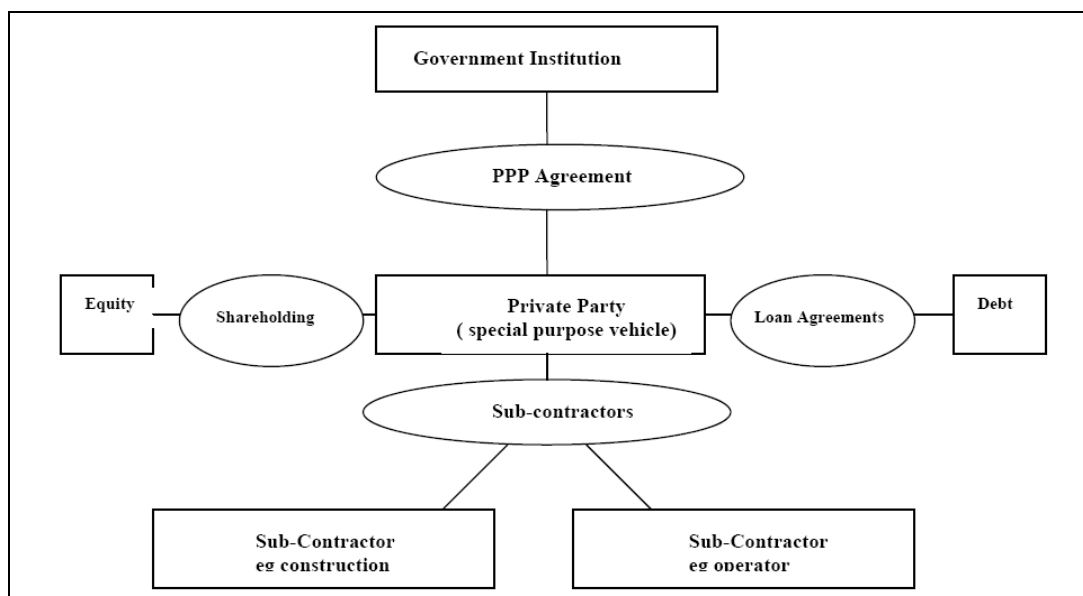 Government Institution
PPP Agreement
Equity
Shareholding
Private Party
( special purpose vehicle)
Loan Agreements
Debt
Sub-contractors
Sub-Contractor
eg construction
Sub-Contractor
eg operator